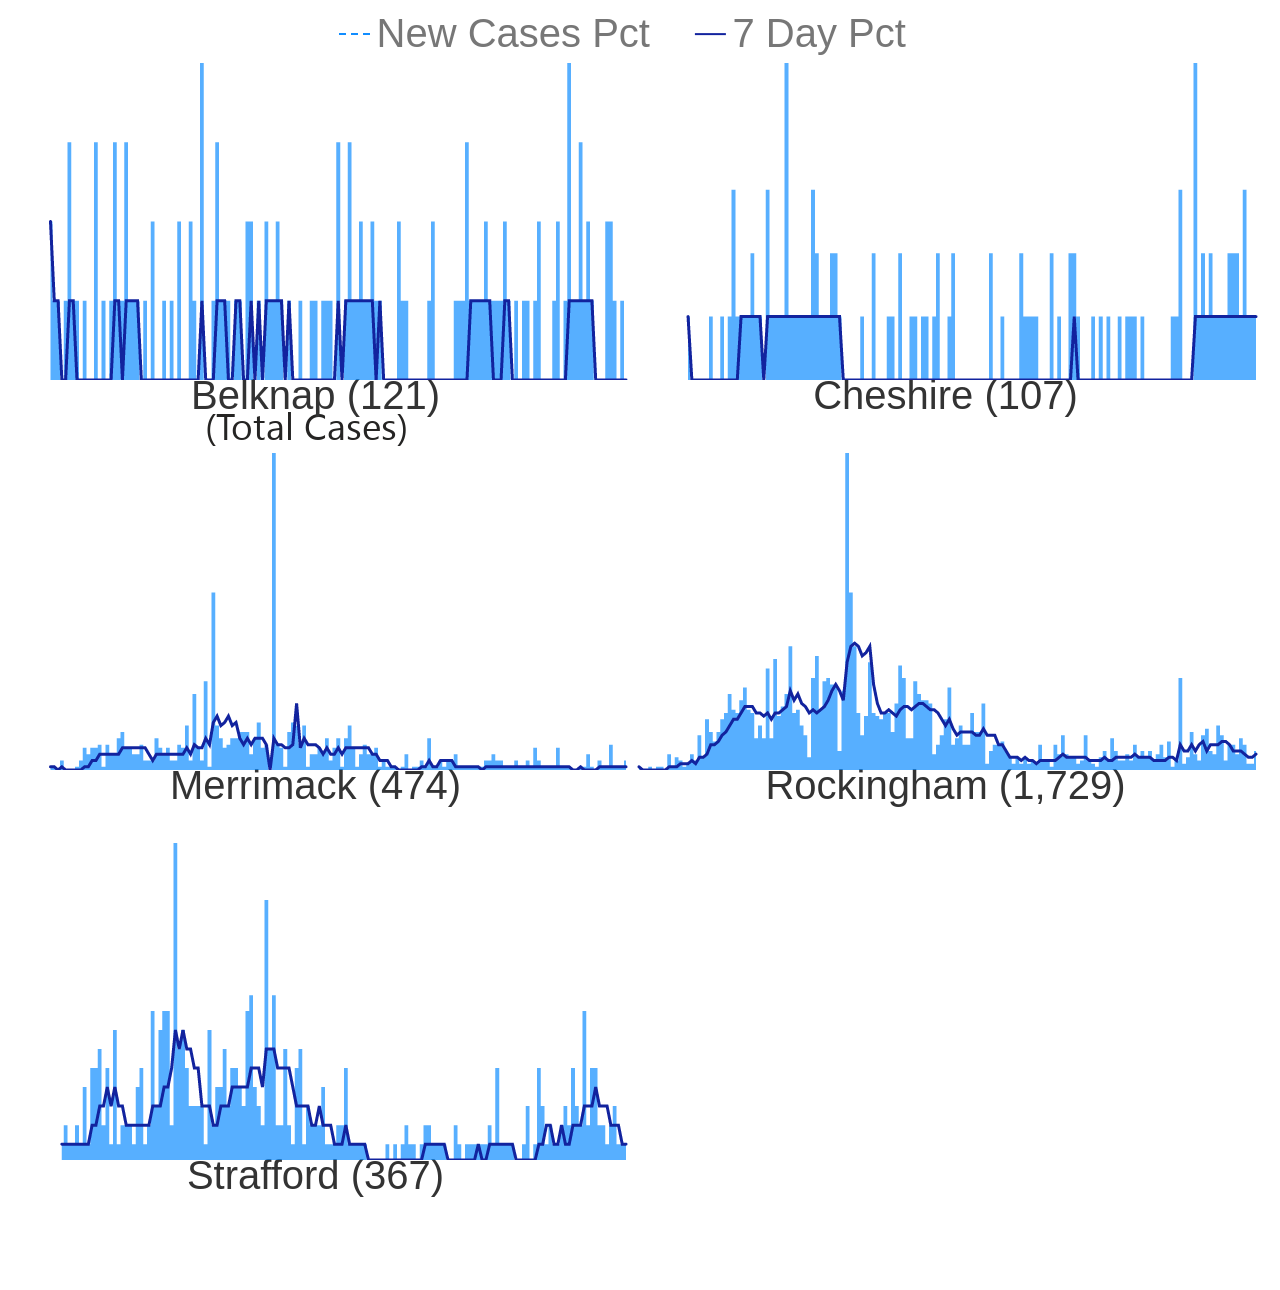 New Cases Pct 7 Day Pct
Belknap (121) Cheshire (107)
(Total Cases)
Merrimack (474) Rockingham (1,729)
Strafford (367)